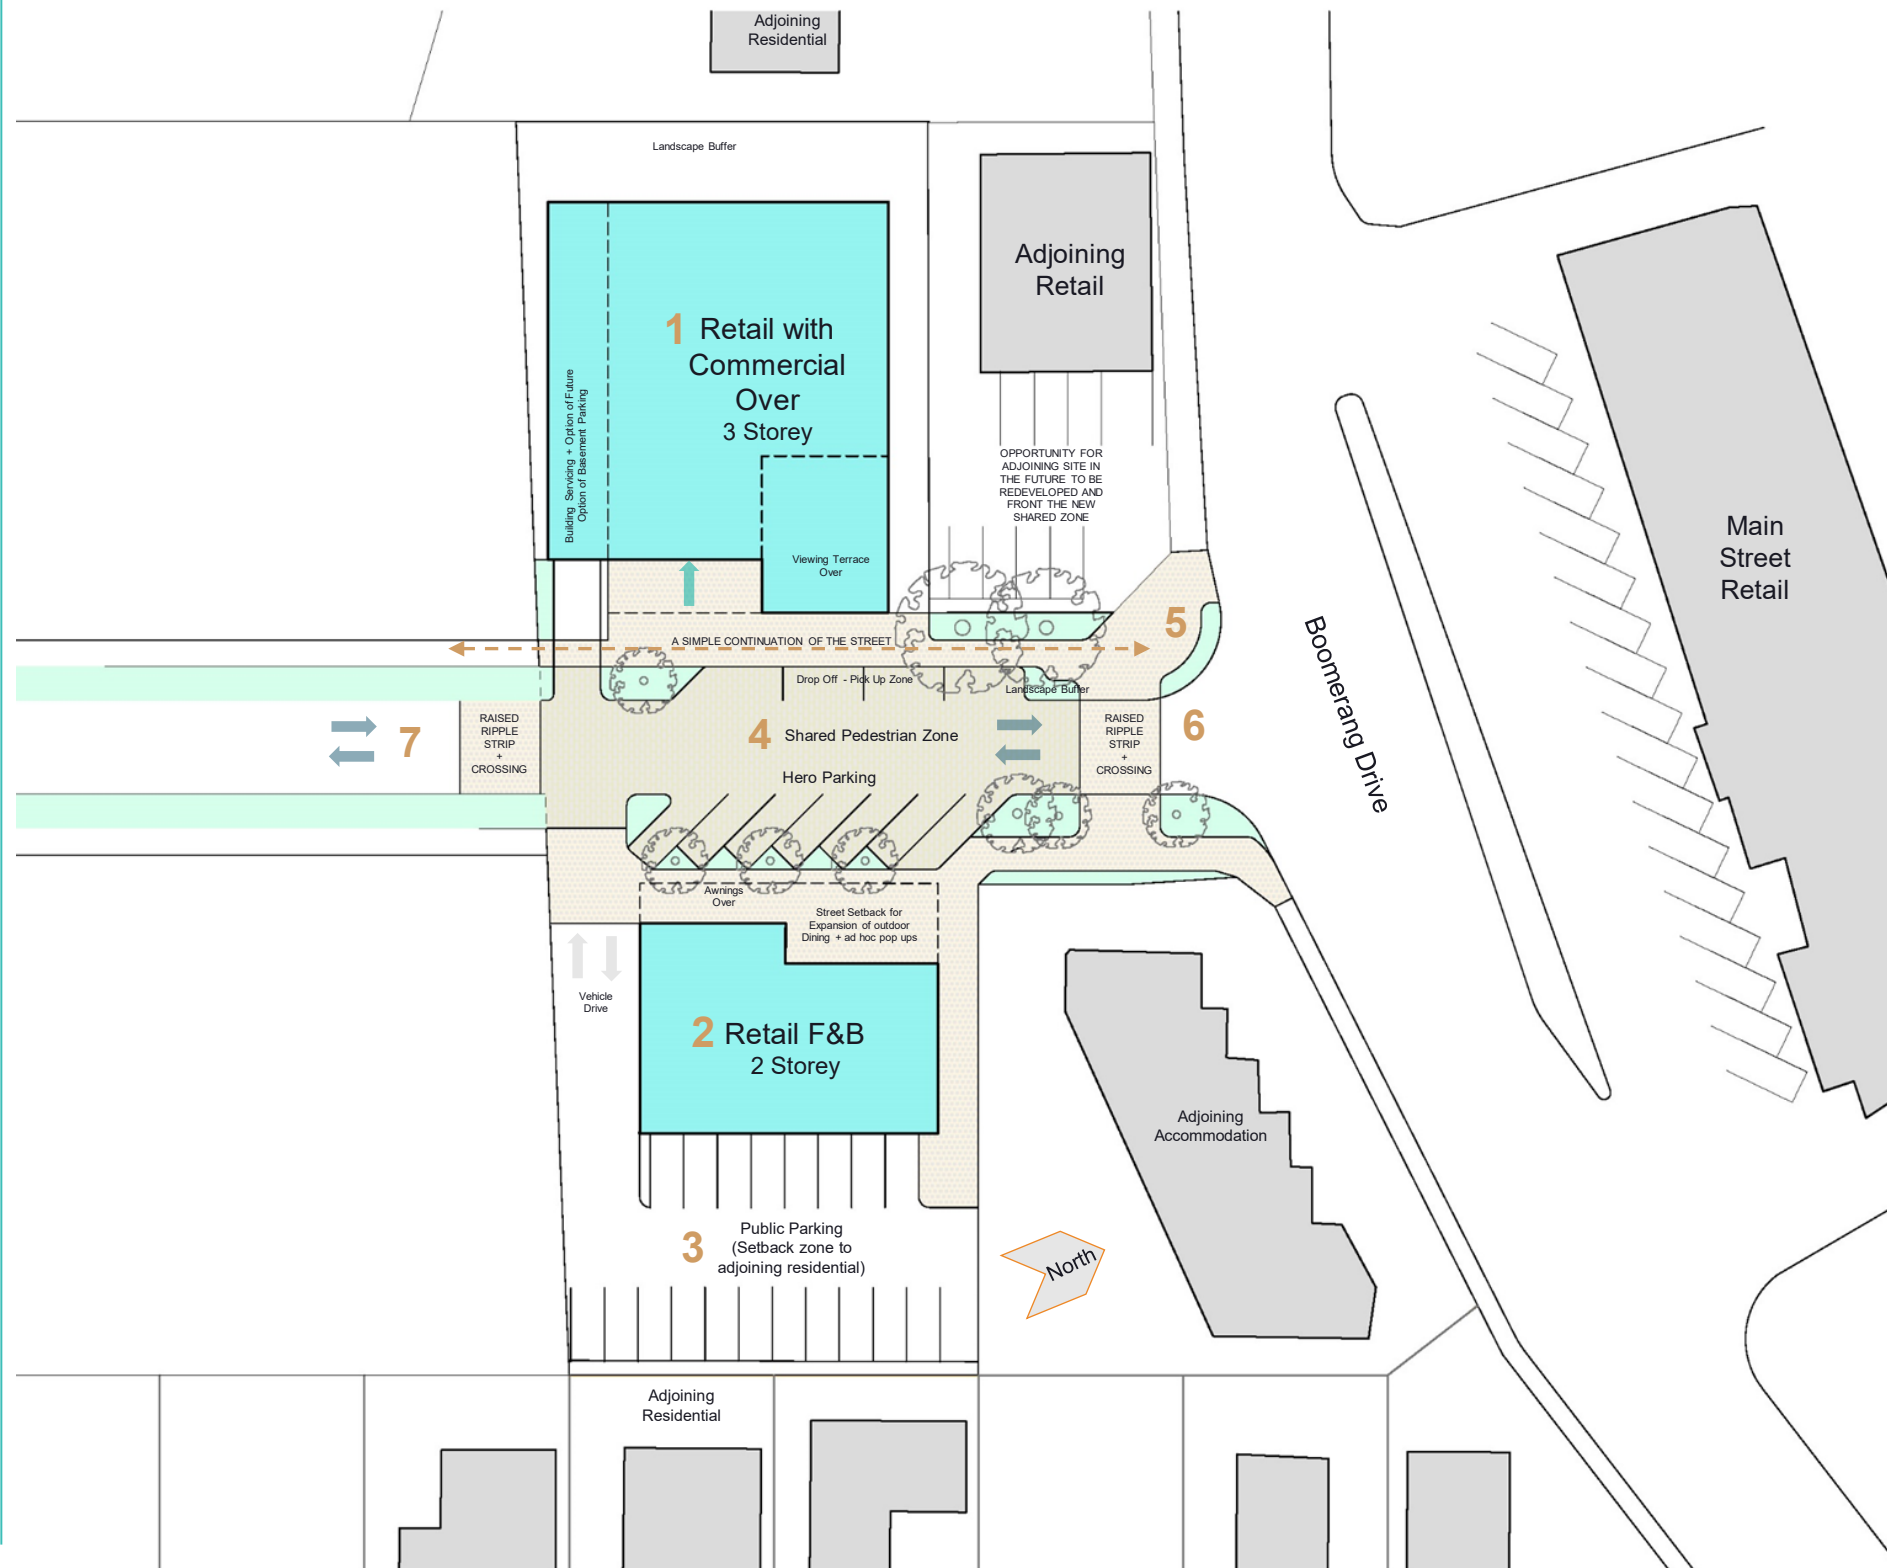 Adjoining
Residential
Landscape Buffer
Adjoining
Retail
1 Retail with
Commercial
Over
3 Storey
Building Servicing + Option of Future
Option of Basement Parking
OPPORTUNITY FOR
ADJOINING SITE IN
THE FUTURE TO BE
REDEVELOPED AND
FRONT THE NEW
SHARED ZONE
Main
Street
Retail
Viewing Terrace
Over
5
A SIMPLE CONTINUATION OF THE STREET
Drop Off - Pick Up Zone
Landscape Buffer
Boomerang Drive
7
RAISED
RIPPLE
STRIP
+
CROSSING
4 Shared Pedestrian Zone
RAISED
RIPPLE
STRIP
+
CROSSING
6
Hero Parking
Awnings
Over
Street Setback for
Expansion of outdoor
Dining + ad hoc pop ups
Vehicle
Drive
2 Retail F&B
2 Storey
Adjoining
Accommodation
3
Public Parking
(Setback zone to
adjoining residential)
North
Adjoining
Residential